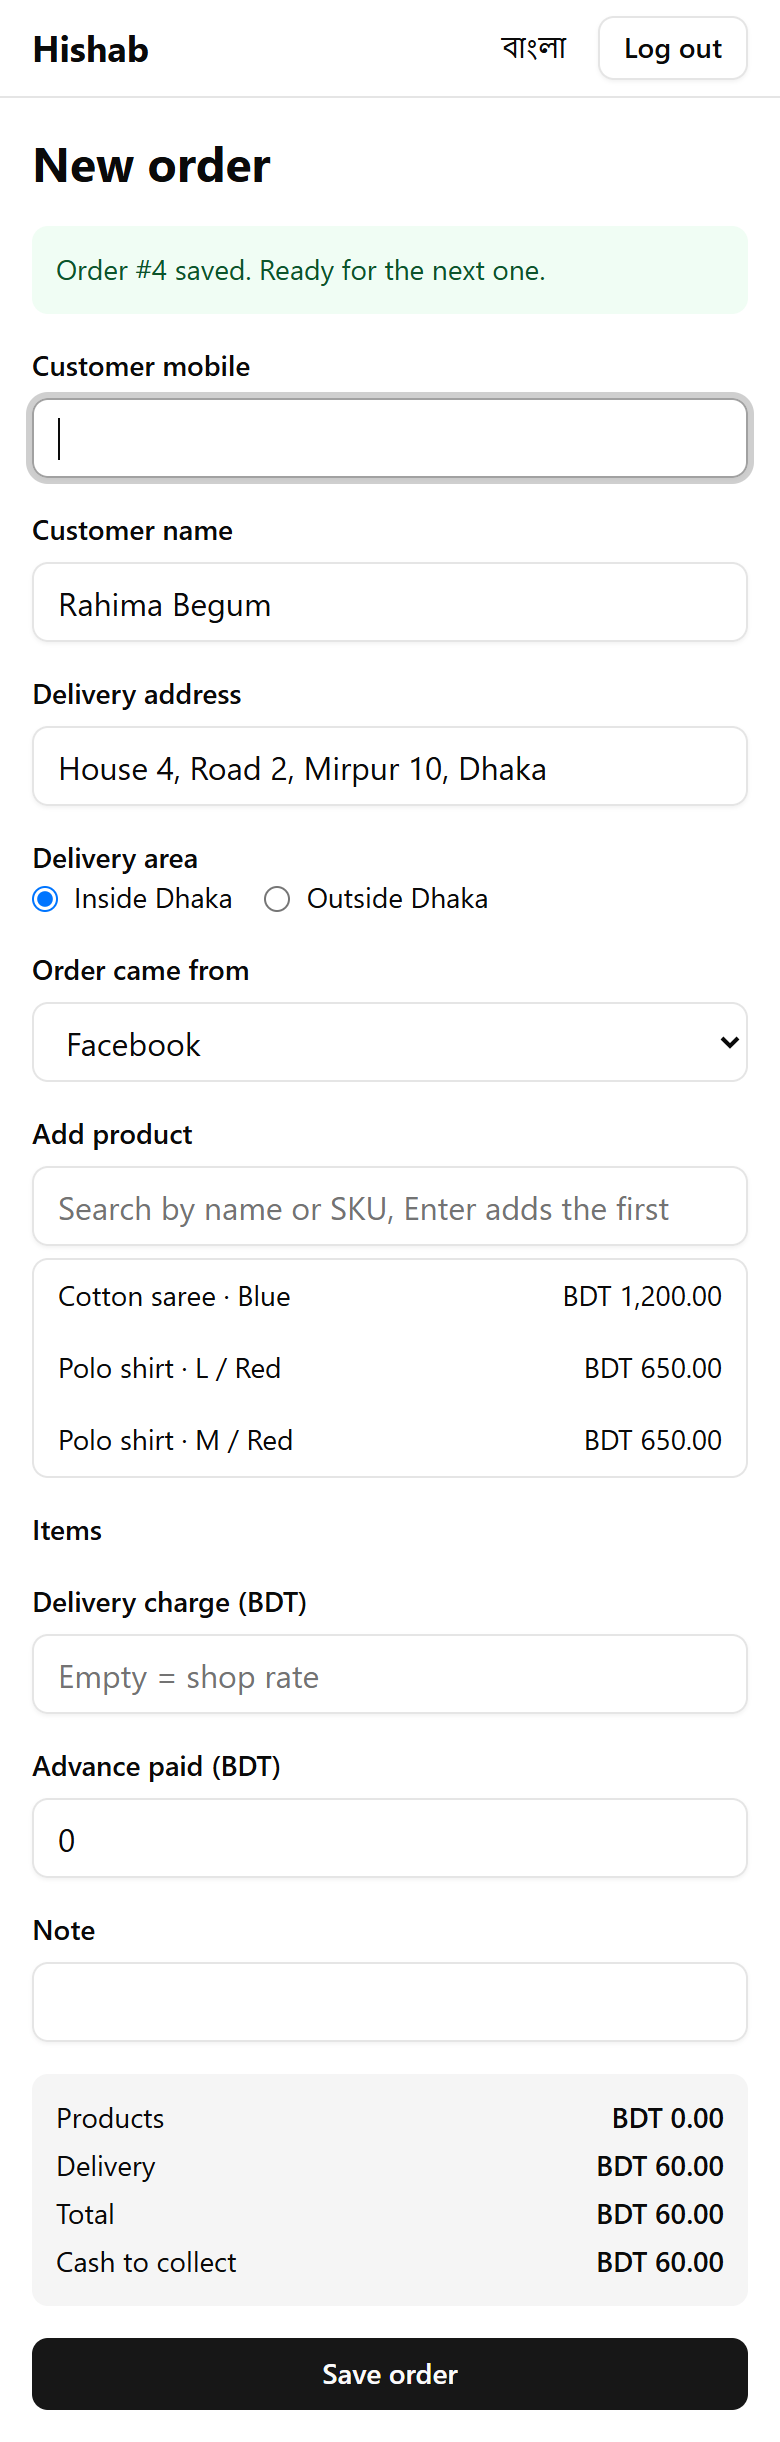 Hishab
বাংলা
Log out
New order
Order #4 saved. Ready for the next one.
Customer mobile
Customer name
Rahima Begum
Delivery address
House 4, Road 2, Mirpur 10, Dhaka
Delivery area
Inside Dhaka
Outside Dhaka
Order came from
Facebook
Add product
Search by name or SKU, Enter adds the first
Cotton saree · Blue BDT 1,200.00
Polo shirt · L / Red BDT 650.00
Polo shirt · M / Red BDT 650.00
Items
Delivery charge (BDT)
Empty = shop rate
Advance paid (BDT)
0
Note
Products BDT 0.00
Delivery BDT 60.00
Total BDT 60.00
Cash to collect BDT 60.00
Save order